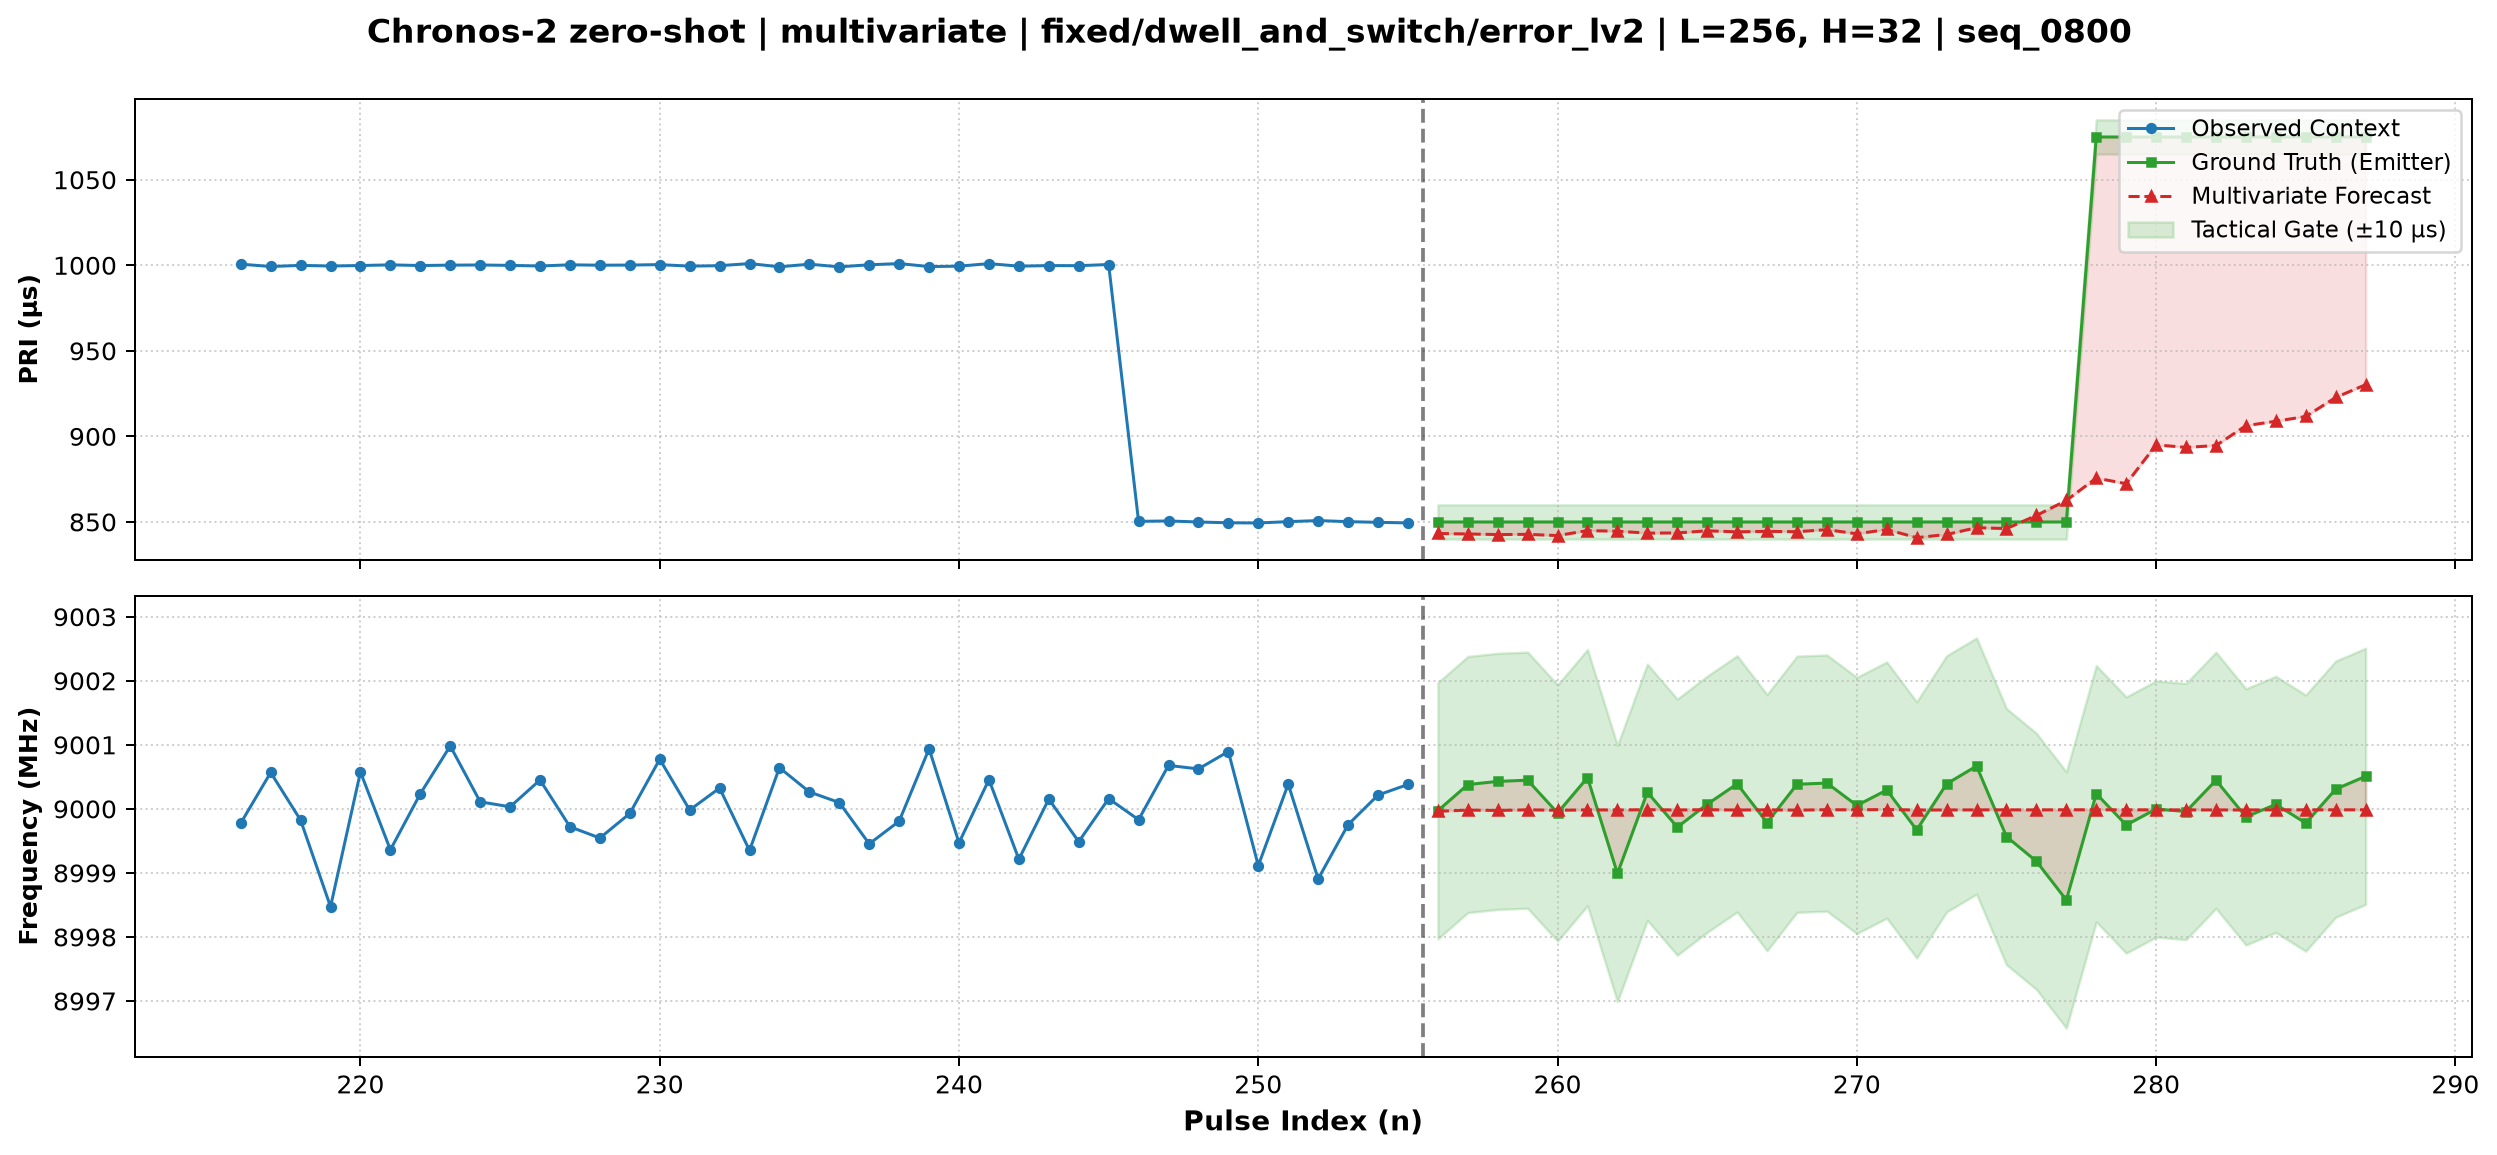 Chronos-2 zero-shot | multivariate | fixed/dwell_and_switch/error_lv2 | L=256, H=32 | seq_0800
PRI (µs)
1050
1000
950
900
850
Observed Context
Ground Truth (Emitter)
Multivariate Forecast
Tactical Gate (±10 µs)
Frequency (MHz)
9003
9002
9001
9000
8999
8998
8997
220 230 240 250 260 270 280 290
Pulse Index (n)